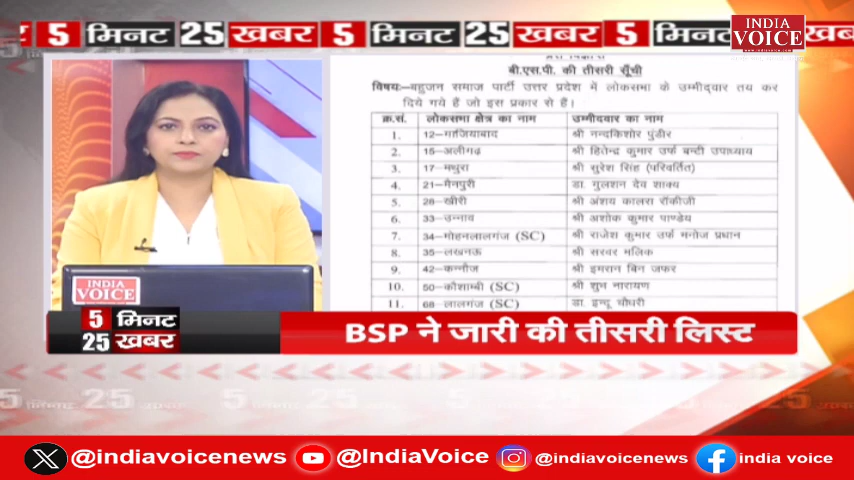 5 मिनट 25 खबर 5 मिनट 25 खबर 5 मिनट
INDIA
VOICE
बी.एस.पी. की तीसरी सूँची
विषयः—बहुजन समाज पार्टी उत्तर प्रदेश में लोकसभा के उम्मीदवार तय कर
दिये गये हैं जो इस प्रकार से हैं।
क्र.सं. लोकसभा क्षेत्र का नाम उम्मीदवार का नाम
1. 12—गाजियाबाद श्री नन्दकिशोर पुंडीर
2. 15—अलीगढ़ श्री हितेन्द्र कुमार उर्फ बन्टी उपाध्याय
3. 17—मथुरा श्री सुरेश सिंह (परिवर्तित)
4. 21—मैनपुरी डा. गुलशन देव शाक्य
5. 28—खीरी श्री अंशय कालरा रॉकीजी
6. 33—उन्नाव श्री अशोक कुमार पाण्डेय
7. 34—मोहनलालगंज (SC) श्री राजेश कुमार उर्फ मनोज प्रधान
8. 35—लखनऊ श्री सरवर मलिक
9. 42—कन्नौज श्री इमरान बिन जफर
10. 50—कौशाम्बी (SC) श्री शुभ नारायण
11. 68—लालगंज (SC) डा. इन्दू चौधरी
INDIA
VOICE
5 मिनट
25 खबर
BSP ने जारी की तीसरी लिस्ट
@indiavoicenews @IndiaVoice @indiavoicenews india voice